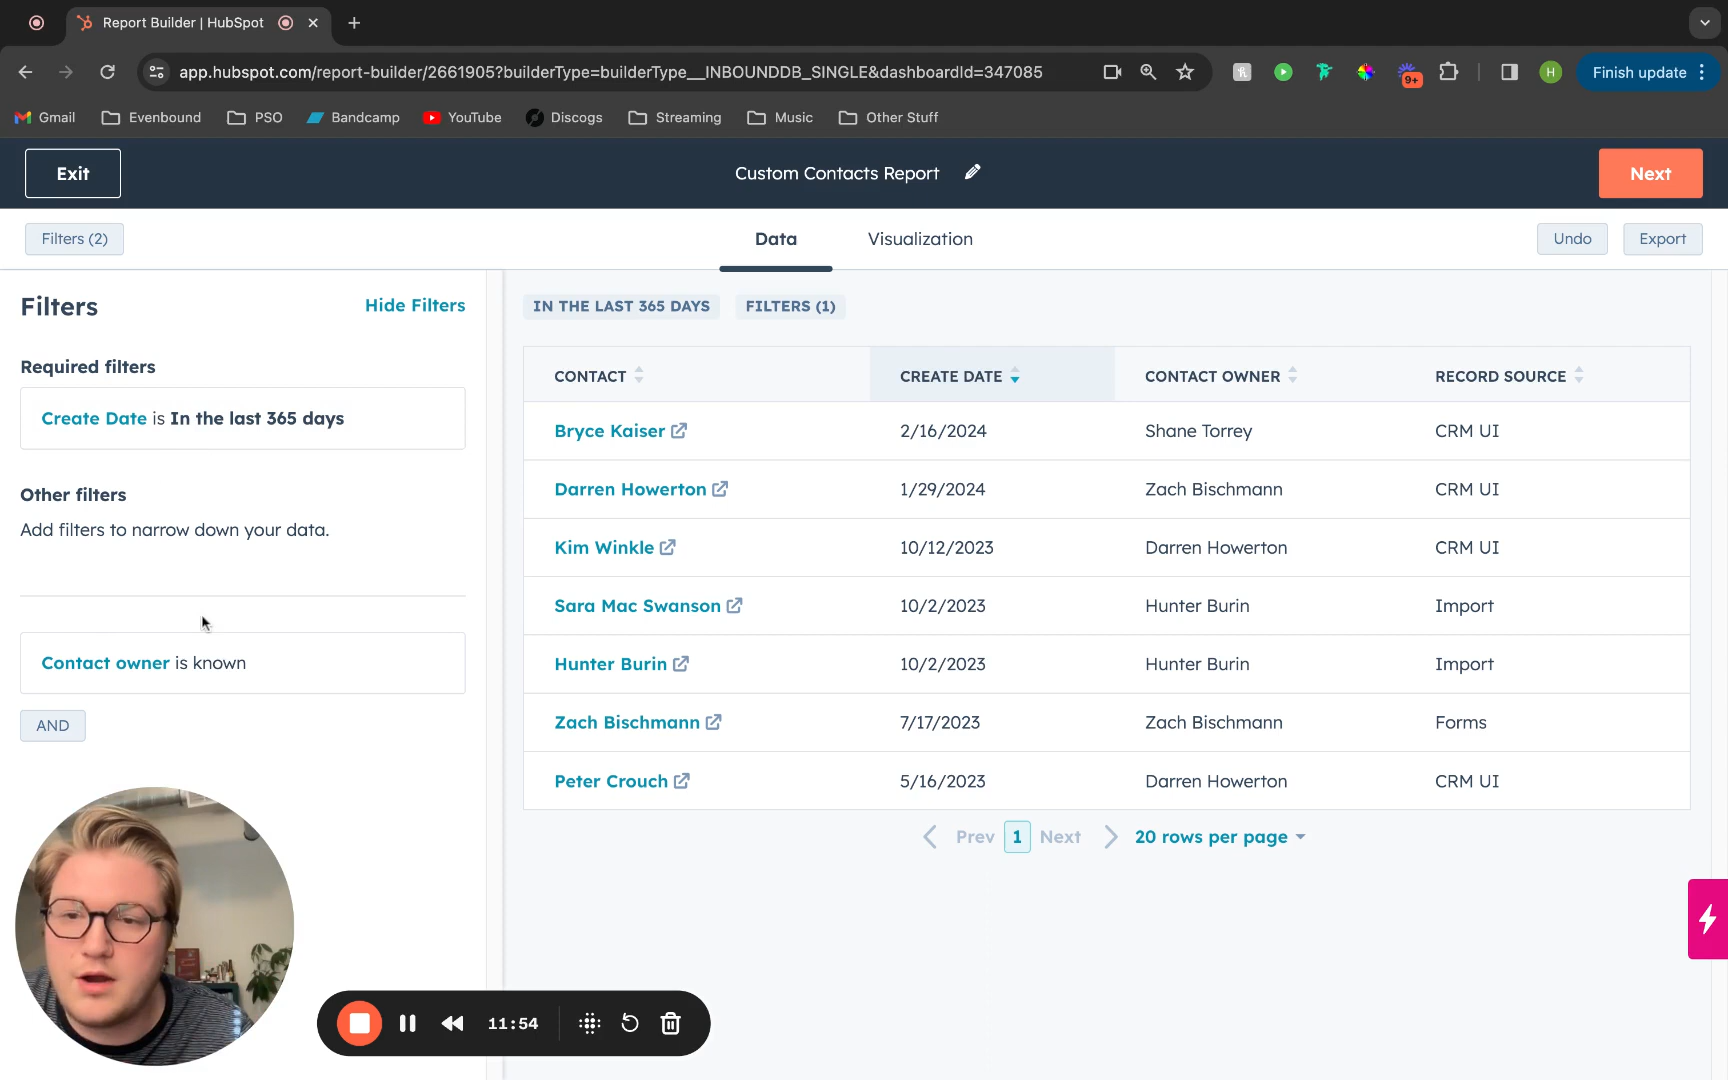 Report Builder | HubSpot
app.hubspot.com/report-builder/2661905?builderType=builderType__INBOUNDDB_SINGLE&dashboardId=347085
9+
H
Finish update
Gmail
Evenbound
PSO
Bandcamp
YouTube
Discogs
Streaming
Music
Other Stuff
Exit
Custom Contacts Report
Next
Filters (2)
Data
Visualization
Undo
Export
Filters
Hide Filters
Required filters
Create Date is In the last 365 days
Other filters
Add filters to narrow down your data.
Contact owner is known
AND
IN THE LAST 365 DAYS
FILTERS (1)
CONTACT CREATE DATE CONTACT OWNER RECORD SOURCE
Bryce Kaiser 2/16/2024 Shane Torrey CRM UI
Darren Howerton 1/29/2024 Zach Bischmann CRM UI
Kim Winkle 10/12/2023 Darren Howerton CRM UI
Sara Mac Swanson 10/2/2023 Hunter Burin Import
Hunter Burin 10/2/2023 Hunter Burin Import
Zach Bischmann 7/17/2023 Zach Bischmann Forms
Peter Crouch 5/16/2023 Darren Howerton CRM UI
Prev 1 Next 20 rows per page
11:54